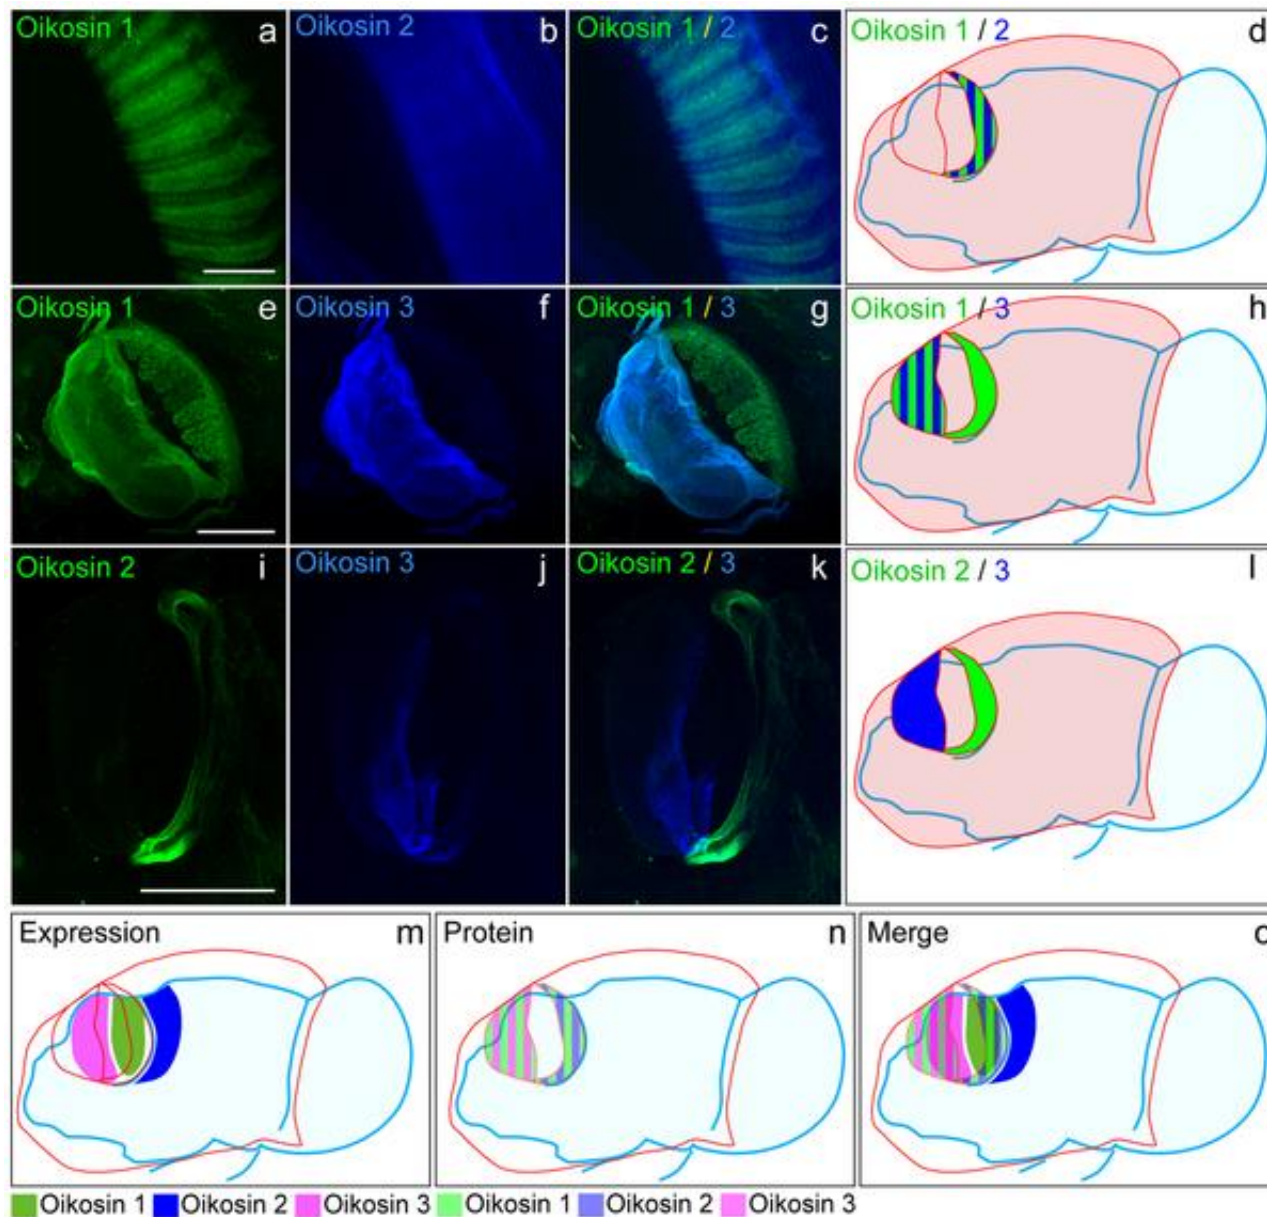 Oikosin 1 a
Oikosin 2 b
Oikosin 1 / 2 c
Oikosin 1 / 2 d
Oikosin 1 e
Oikosin 3 f
Oikosin 1 / 3 g
Oikosin 1 / 3 h
Oikosin 2 i
Oikosin 3 j
Oikosin 2 / 3 k
Oikosin 2 / 3 l
Expression m
Protein n
Merge o
Oikosin 1 Oikosin 2 Oikosin 3 Oikosin 1 Oikosin 2 Oikosin 3